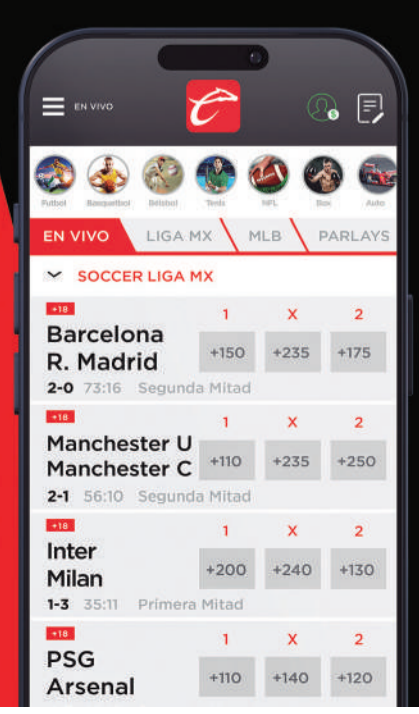 EN VIVO
Futbol Basquetbol Béisbol Tenis NFL Box Auto
EN VIVO LIGA MX MLB PARLAYS
SOCCER LIGA MX
+18 1 X 2
Barcelona
R. Madrid +150 +235 +175
2-0 73:16 Segunda Mitad
+18 1 X 2
Manchester U
Manchester C +110 +235 +250
2-1 56:10 Segunda Mitad
+18 1 X 2
Inter
Milan +200 +240 +130
1-3 35:11 Primera Mitad
+18 1 X 2
PSG
Arsenal +110 +140 +120